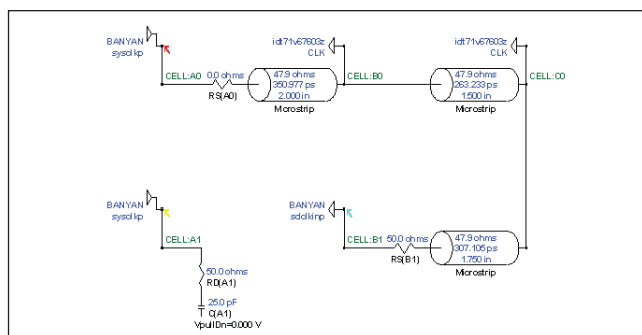 BANYAN
sysclkp
CELL:A0
0.0 ohms
RS(A0)
47.9 ohms
350.977 ps
2.000 in
Microstrip
idt71v67603z
CLK
CELL:B0
47.9 ohms
263.233 ps
1.500 in
Microstrip
idt71v67603z
CLK
CELL:C0
BANYAN
sysclkp
CELL:A1
50.0 ohms
RD(A1)
25.0 pF
C(A1)
VpullDn=0.000 V
BANYAN
sdclkinp
CELL:B1
50.0 ohms
RS(B1)
47.9 ohms
307.105 ps
1.750 in
Microstrip